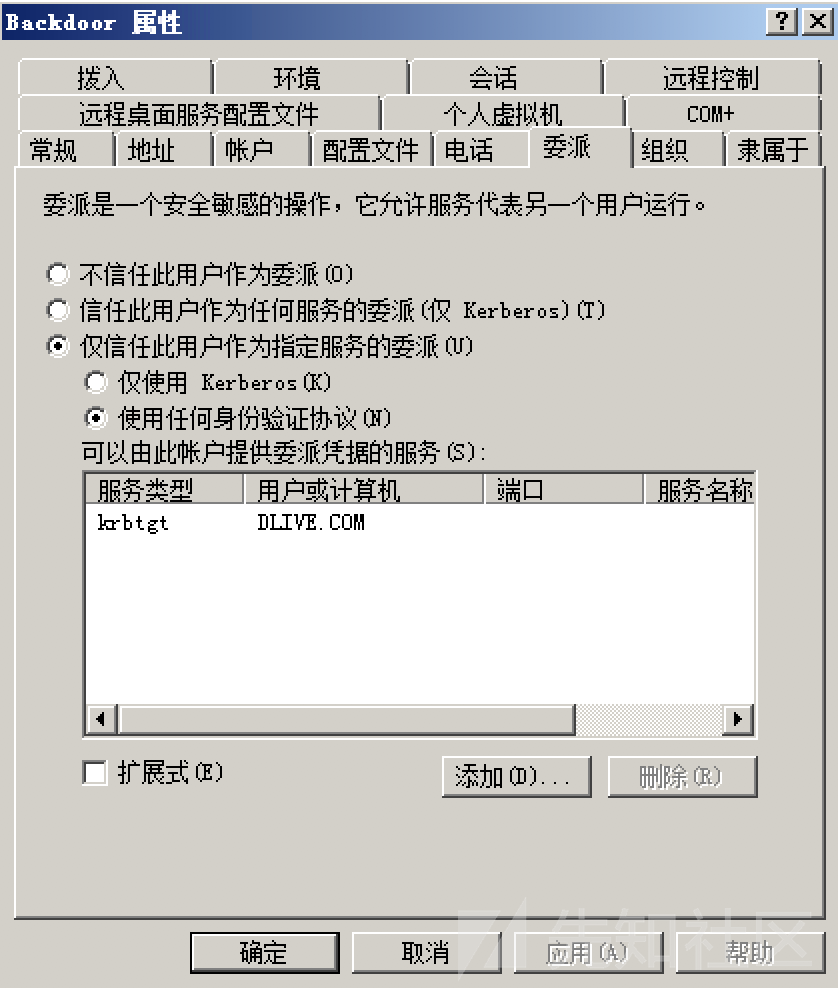 Backdoor 属性
拨入 环境 会话 远程控制
远程桌面服务配置文件 个人虚拟机 COM+
常规 地址 帐户 配置文件 电话 委派 组织 隶属于
委派是一个安全敏感的操作，它允许服务代表另一个用户运行。
不信任此用户作为委派(O)
信任此用户作为任何服务的委派(仅 Kerberos)(T)
仅信任此用户作为指定服务的委派(U)
仅使用 Kerberos(K)
使用任何身份验证协议(N)
可以由此帐户提供委派凭据的服务(S):
服务类型 用户或计算机 端口 服务名称
krbtgt DLIVE.COM
扩展式(E) 添加(D)... 删除(R)
确定 取消 应用(A) 帮助
先知社区